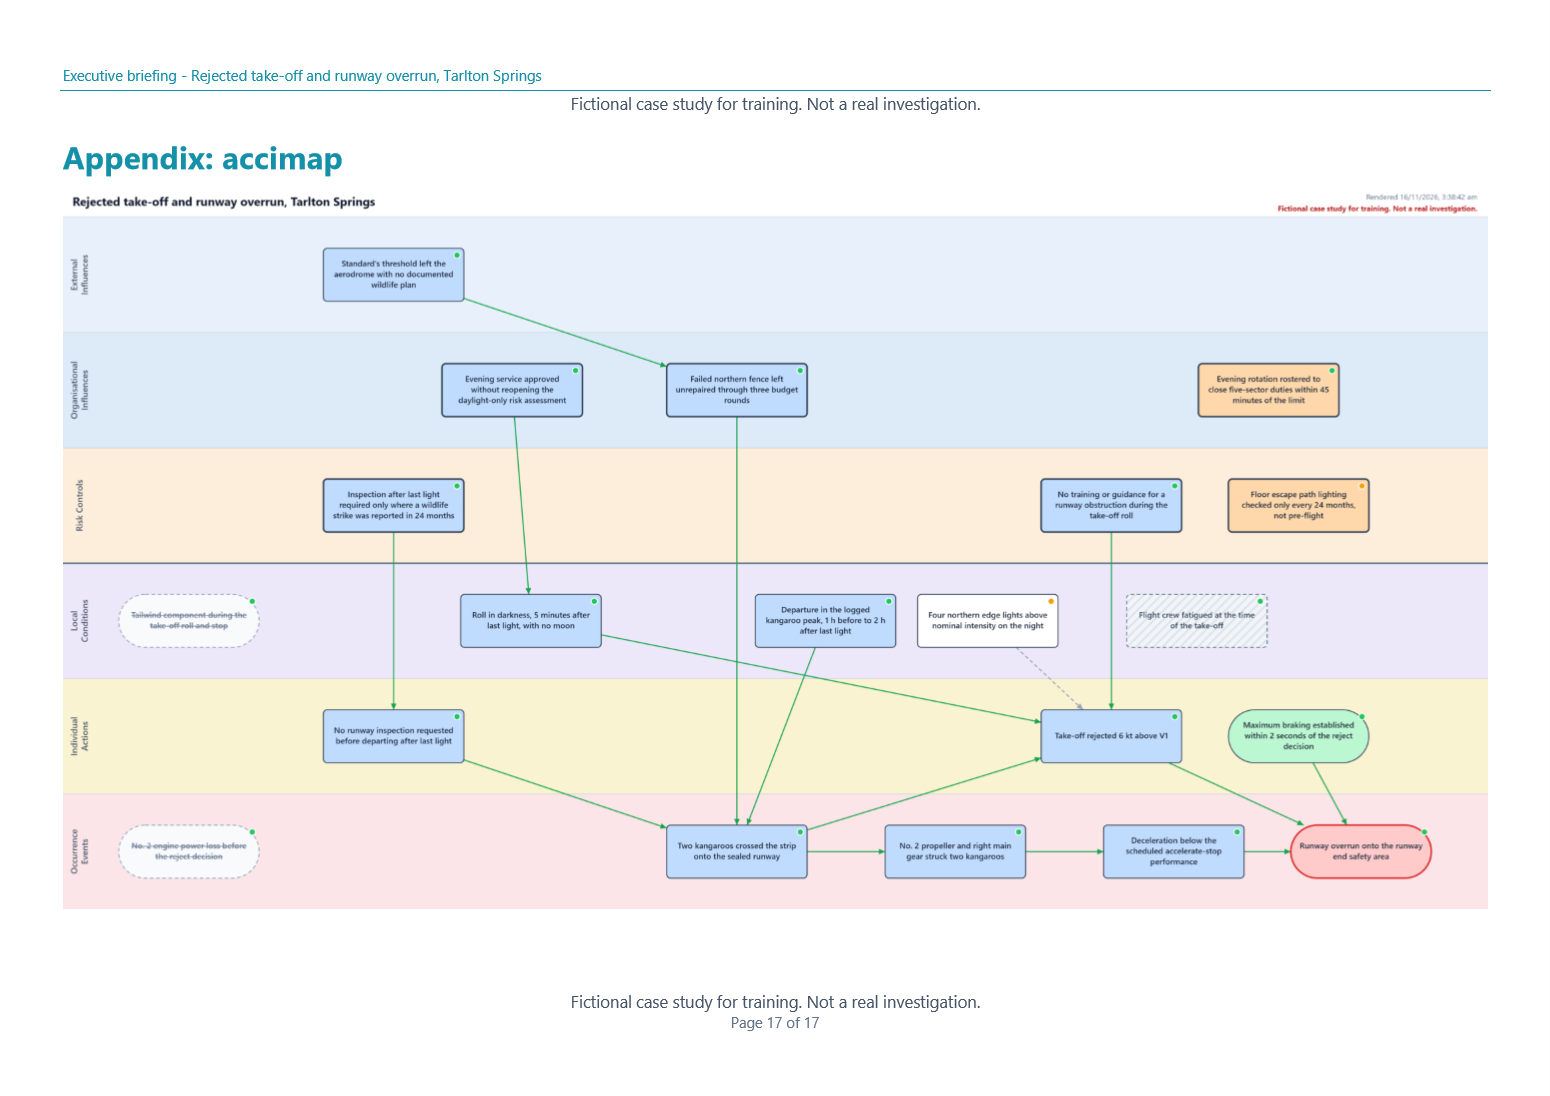 Executive briefing - Rejected take-off and runway overrun, Tarlton Springs
Fictional case study for training. Not a real investigation.
Appendix: accimap
Rejected take-off and runway overrun, Tarlton Springs
Rendered 16/11/2026, 3:38:42 am
Fictional case study for training. Not a real investigation.
External
Influences
Standard's threshold left the
aerodrome with no documented
wildlife plan
Organisational
Influences
Evening service approved
without reopening the
daylight-only risk assessment
Failed northern fence left
unrepaired through three budget
rounds
Evening rotation rostered to
close five-sector duties within 45
minutes of the limit
Risk Controls
Inspection after last light
required only where a wildlife
strike was reported in 24 months
No training or guidance for a
runway obstruction during the
take-off roll
Floor escape path lighting
checked only every 24 months,
not pre-flight
Local
Conditions
Tailwind component during the
take-off roll and stop
Roll in darkness, 5 minutes after
last light, with no moon
Departure in the logged
kangaroo peak, 1 h before to 2 h
after last light
Four northern edge lights above
nominal intensity on the night
Flight crew fatigued at the time
of the take-off
Individual
Actions
No runway inspection requested
before departing after last light
Take-off rejected 6 kt above V1
Maximum braking established
within 2 seconds of the reject
decision
Occurrence
Events
No. 2 engine power loss before
the reject decision
Two kangaroos crossed the strip
onto the sealed runway
No. 2 propeller and right main
gear struck two kangaroos
Deceleration below the
scheduled accelerate-stop
performance
Runway overrun onto the runway
end safety area
Fictional case study for training. Not a real investigation.
Page 17 of 17